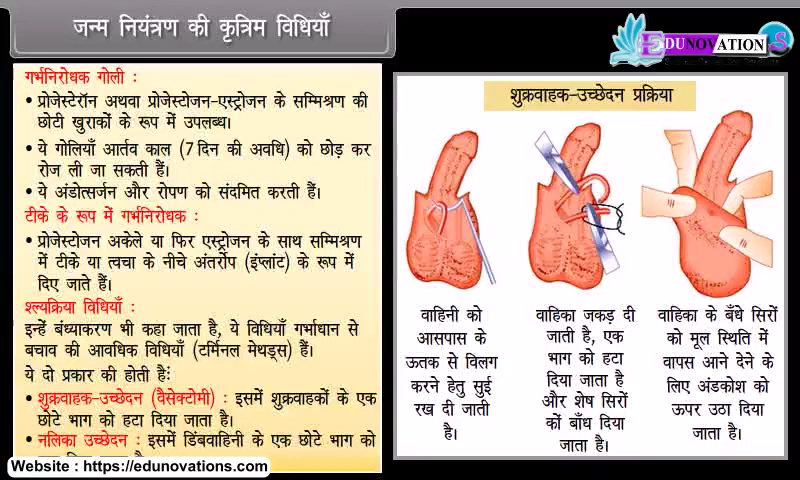 जन्म नियंत्रण की कृत्रिम विधियाँ
EDUNOVATIONS
गर्भनिरोधक गोली :
• प्रोजेस्टेरॉन अथवा प्रोजेस्टोजन-एस्ट्रोजन के सम्मिश्रण की
छोटी खुराकों के रूप में उपलब्ध।
• ये गोलियाँ आर्तव काल (7 दिन की अवधि) को छोड़ कर
रोज ली जा सकती हैं।
• ये अंडोत्सर्जन और रोपण को संदमित करती हैं।
टीके के रूप में गर्भनिरोधक :
• प्रोजेस्टोजन अकेले या फिर एस्ट्रोजन के साथ सम्मिश्रण
में टीके या त्वचा के नीचे अंतर्रोप (इंप्लांट) के रूप में
दिए जाते हैं।
श्ल्यक्रिया विधियाँ :
इन्हें बंध्याकरण भी कहा जाता है, ये विधियाँ गर्भाधान से
बचाव की आवधिक विधियाँ (टर्मिनल मेथड्स) हैं।
ये दो प्रकार की होती है:
• शुक्रवाहक-उच्छेदन (वैसेक्टोमी) : इसमें शुक्रवाहकों के एक
छोटे भाग को हटा दिया जाता है।
• नलिका उच्छेदन : इसमें डिंबवाहिनी के एक छोटे भाग को
Website : https://edunovations.com
शुक्रवाहक-उच्छेदन प्रक्रिया
वाहिनी को
आसपास के
ऊतक से विलग
करने हेतु सुई
रख दी जाती
है।
वाहिका जकड़ दी
जाती है, एक
भाग को हटा
दिया जाता है
और शेष सिरों
कों बाँध दिया
जाता है।
वाहिका के बँधे सिरों
को मूल स्थिति में
वापस आने देने के
लिए अंडकोश को
ऊपर उठा दिया
जाता है।